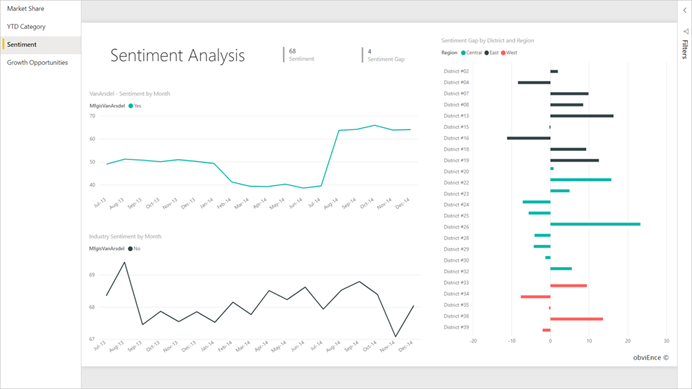 Market Share
YTD Category
Sentiment
Growth Opportunities
Sentiment Analysis
68
Sentiment
4
Sentiment Gap
VanArsdel - Sentiment by Month
MfgisVanArsdel Yes
70
60
50
40
Jul-13 Aug-13 Sep-13 Oct-13 Nov-13 Dec-13 Jan-14 Feb-14 Mar-14 Apr-14 May-14 Jun-14 Jul-14 Aug-14 Sep-14 Oct-14 Nov-14 Dec-14
Industry Sentiment by Month
MfgisVanArsdel No
69
68
67
Jul-13 Aug-13 Sep-13 Oct-13 Nov-13 Dec-13 Jan-14 Feb-14 Mar-14 Apr-14 May-14 Jun-14 Jul-14 Aug-14 Sep-14 Oct-14 Nov-14 Dec-14
Sentiment Gap by District and Region
Region Central East West
District #02
District #04
District #07
District #08
District #13
District #15
District #16
District #18
District #19
District #20
District #22
District #23
District #24
District #25
District #26
District #28
District #29
District #30
District #32
District #33
District #34
District #35
District #38
District #39
-20 -10 0 10 20 30
obviEnce ©
Filters